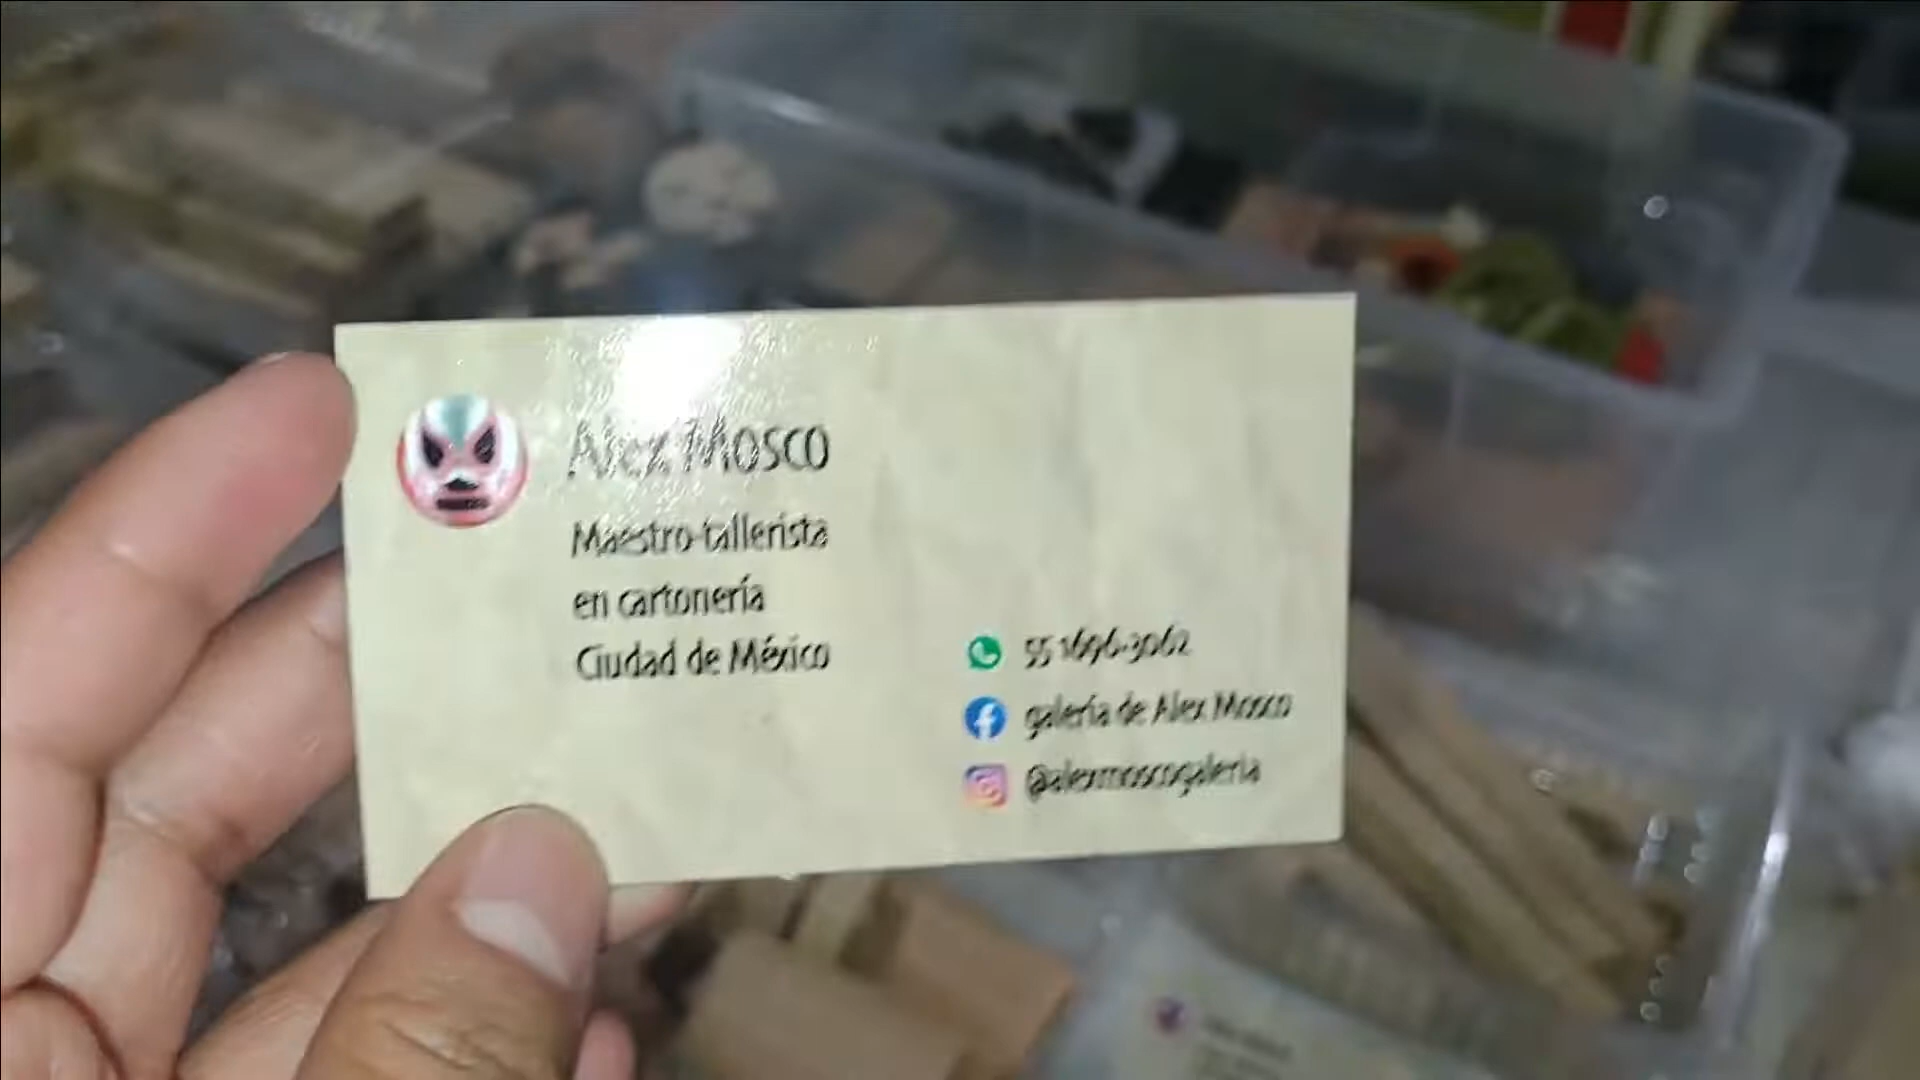 Alex Mosco
Maestro-tallerista
en cartonería
Ciudad de México
55 1696-3062
galería de Alex Mosco
@alexmoscogaleria